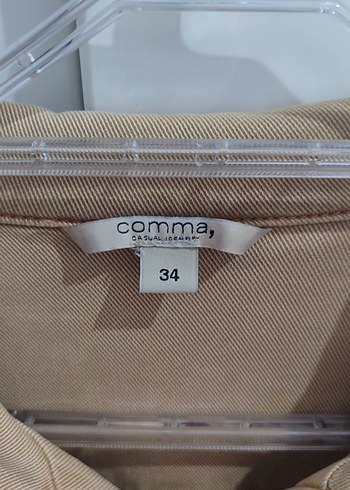 comma,
CASUAL IDENTITY
34